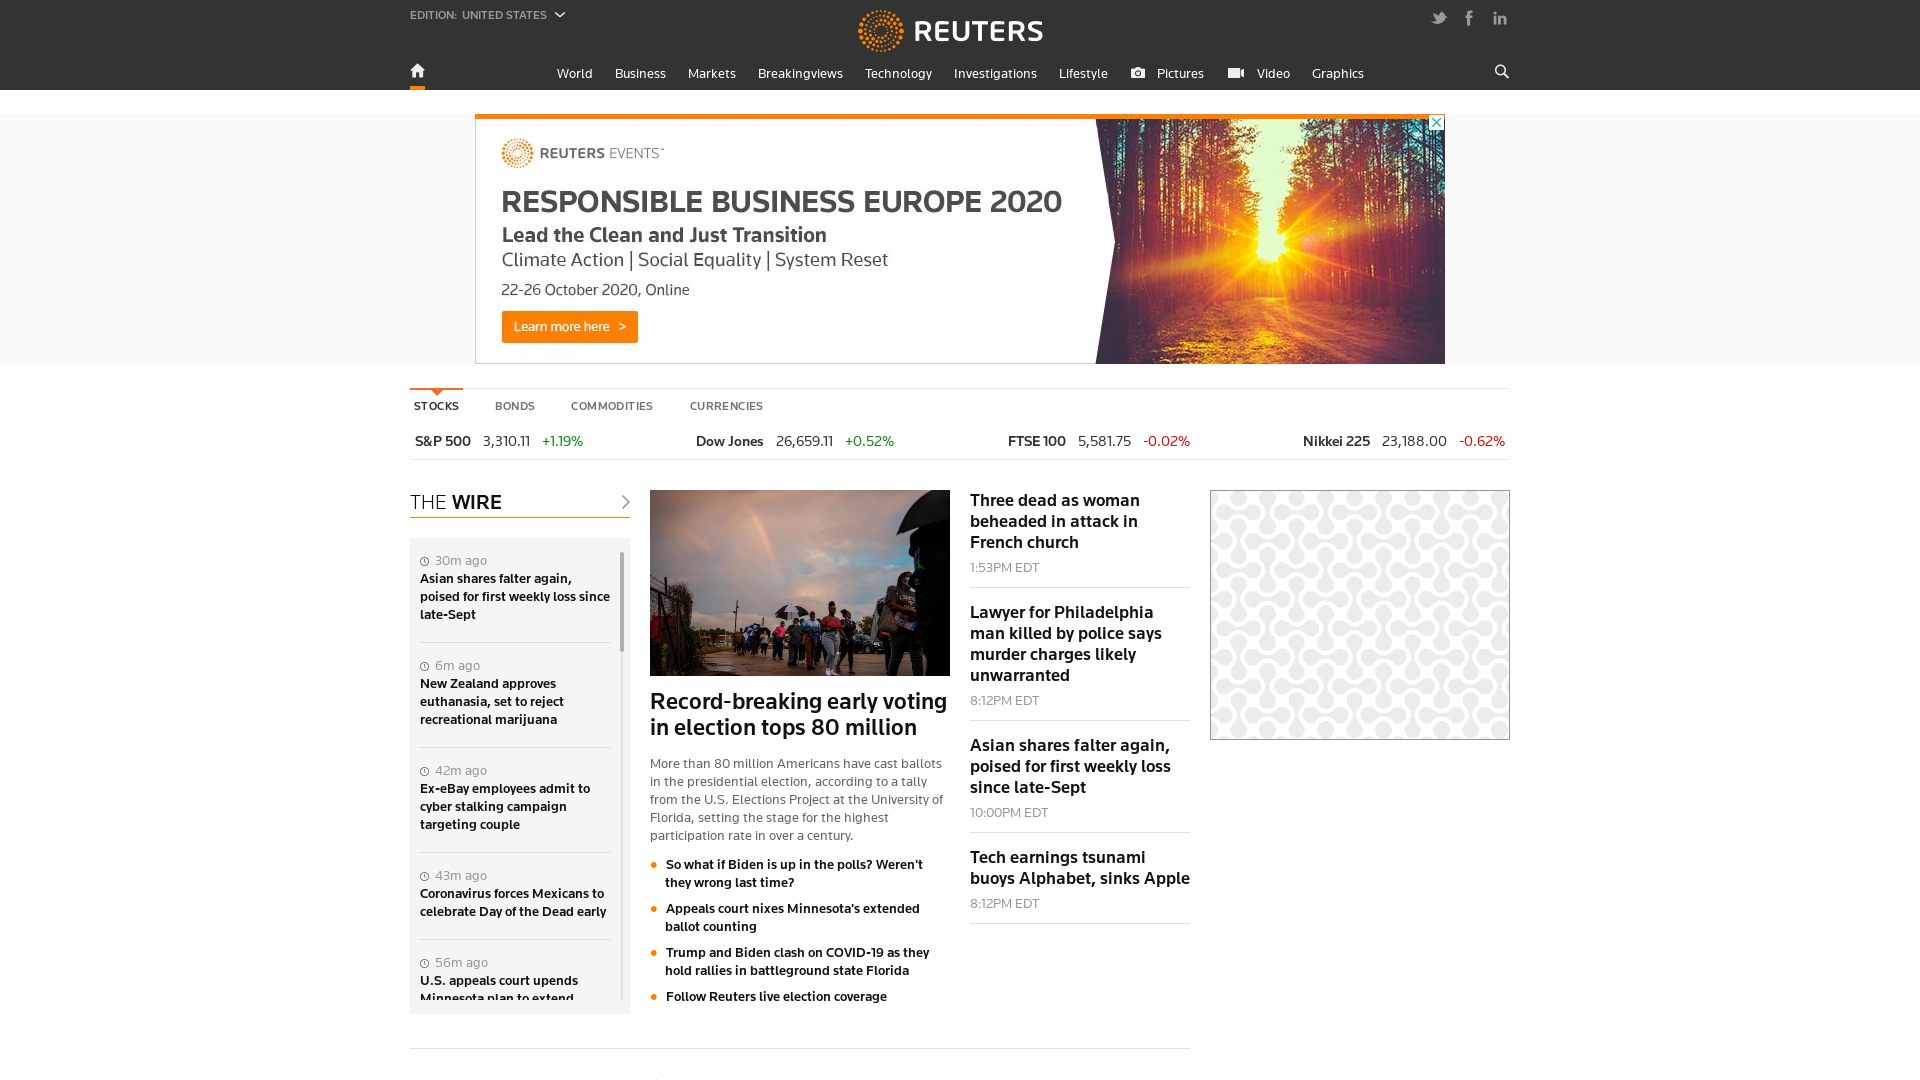 EDITION: UNITED STATES
REUTERS
World Business Markets Breakingviews Technology Investigations Lifestyle Pictures Video Graphics
REUTERS EVENTS™
RESPONSIBLE BUSINESS EUROPE 2020
Lead the Clean and Just Transition
Climate Action | Social Equality | System Reset
22-26 October 2020, Online
Learn more here >
STOCKS BONDS COMMODITIES CURRENCIES
S&P 500 3,310.11 +1.19% Dow Jones 26,659.11 +0.52% FTSE 100 5,581.75 -0.02% Nikkei 225 23,188.00 -0.62%
THE WIRE
30m ago
Asian shares falter again,
poised for first weekly loss since
late-Sept
6m ago
New Zealand approves
euthanasia, set to reject
recreational marijuana
42m ago
Ex-eBay employees admit to
cyber stalking campaign
targeting couple
43m ago
Coronavirus forces Mexicans to
celebrate Day of the Dead early
56m ago
U.S. appeals court upends
Minnesota plan to extend
Record-breaking early voting
in election tops 80 million
More than 80 million Americans have cast ballots
in the presidential election, according to a tally
from the U.S. Elections Project at the University of
Florida, setting the stage for the highest
participation rate in over a century.
So what if Biden is up in the polls? Weren't
they wrong last time?
Appeals court nixes Minnesota's extended
ballot counting
Trump and Biden clash on COVID-19 as they
hold rallies in battleground state Florida
Follow Reuters live election coverage
Three dead as woman
beheaded in attack in
French church
1:53PM EDT
Lawyer for Philadelphia
man killed by police says
murder charges likely
unwarranted
8:12PM EDT
Asian shares falter again,
poised for first weekly loss
since late-Sept
10:00PM EDT
Tech earnings tsunami
buoys Alphabet, sinks Apple
8:12PM EDT